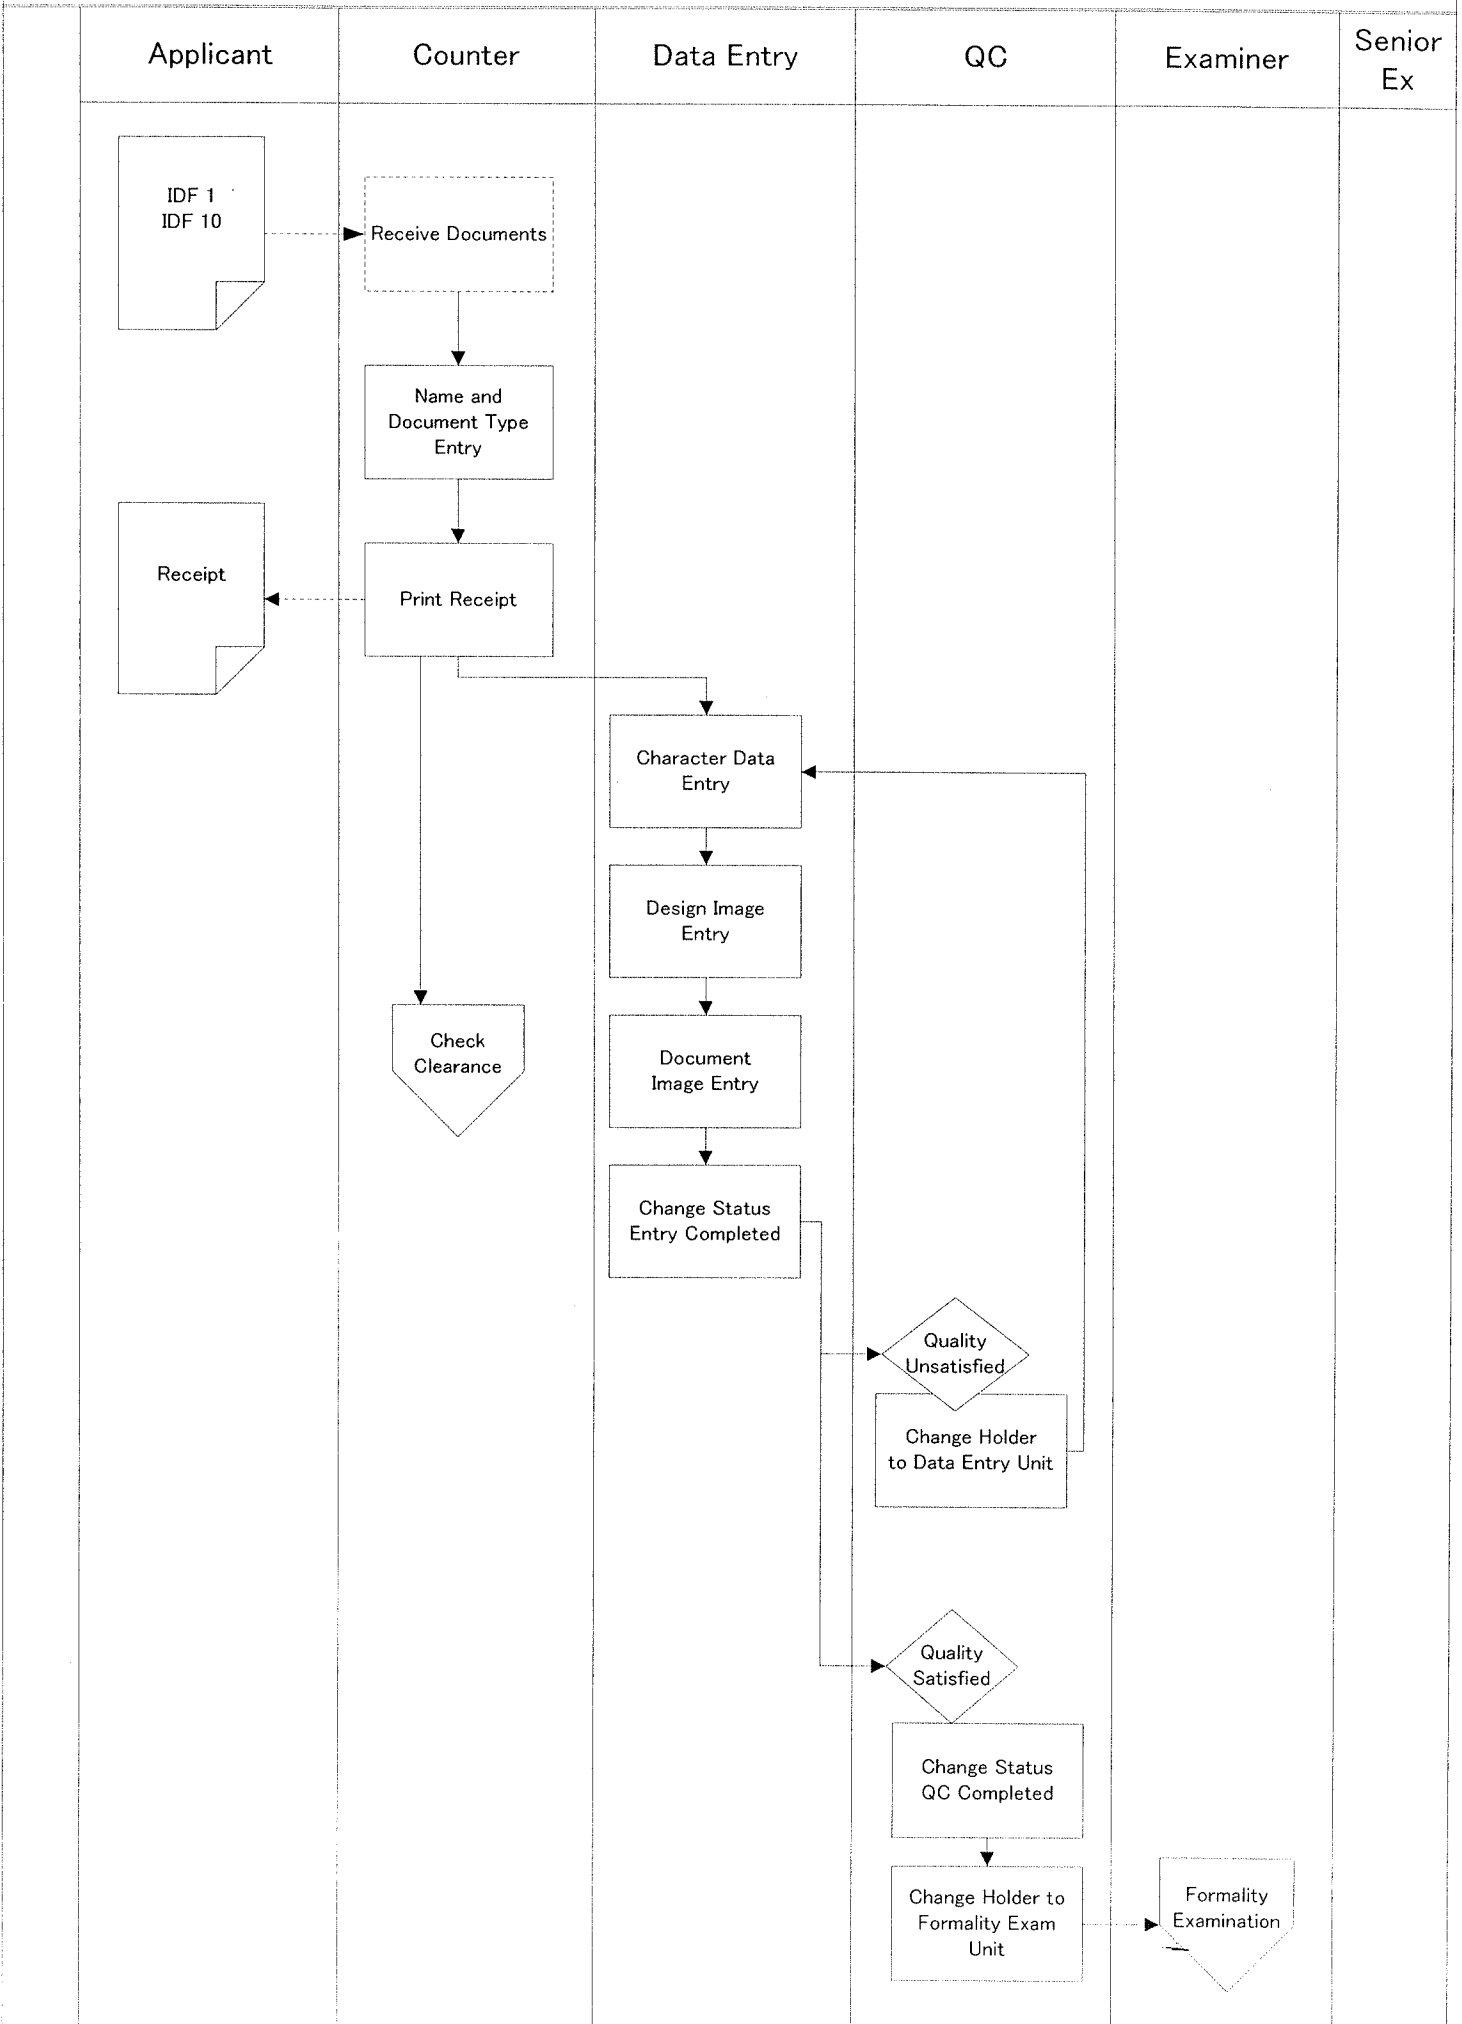 Applicant
Counter
Data Entry
QC
Examiner
Senior
Ex
IDF 1
IDF 10
Receive Documents
Name and
Document Type
Entry
Receipt
Print Receipt
Character Data
Entry
Design Image
Entry
Check
Clearance
Document
Image Entry
Change Status
Entry Completed
Quality
Unsatisfied
Change Holder
to Data Entry Unit
Quality
Satisfied
Change Status
QC Completed
Change Holder to
Formality Exam
Unit
Formality
Examination